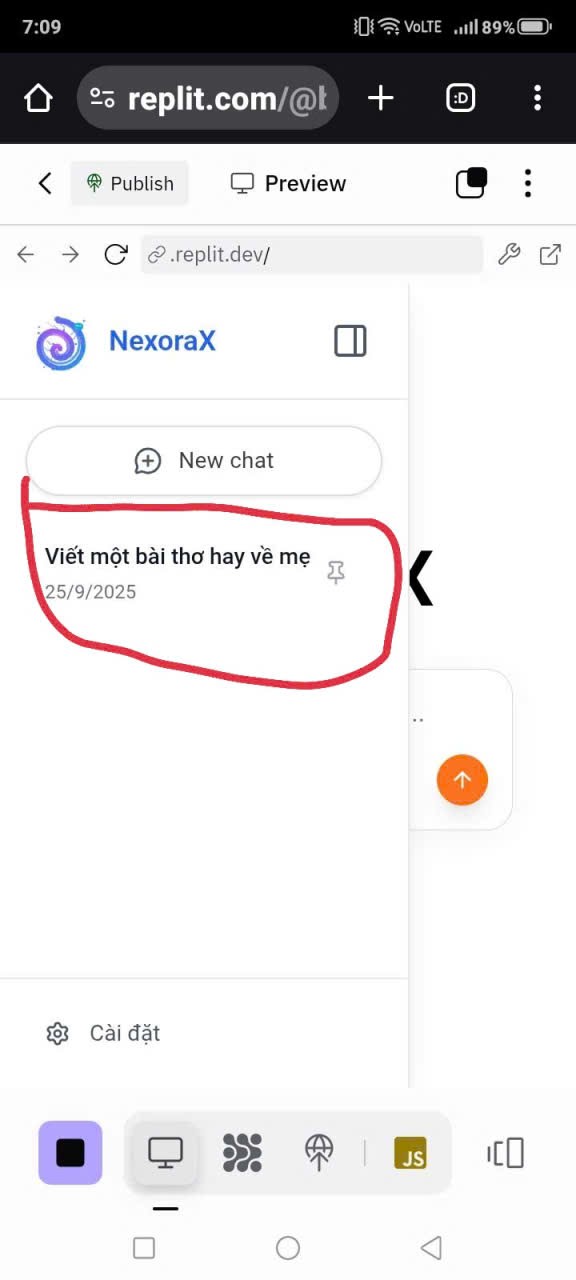 7:09
VoLTE
89%
replit.com/@
:D
Publish
Preview
.replit.dev/
NexoraX
New chat
Viết một bài thơ hay về mẹ
25/9/2025
..
Cài đặt
JS